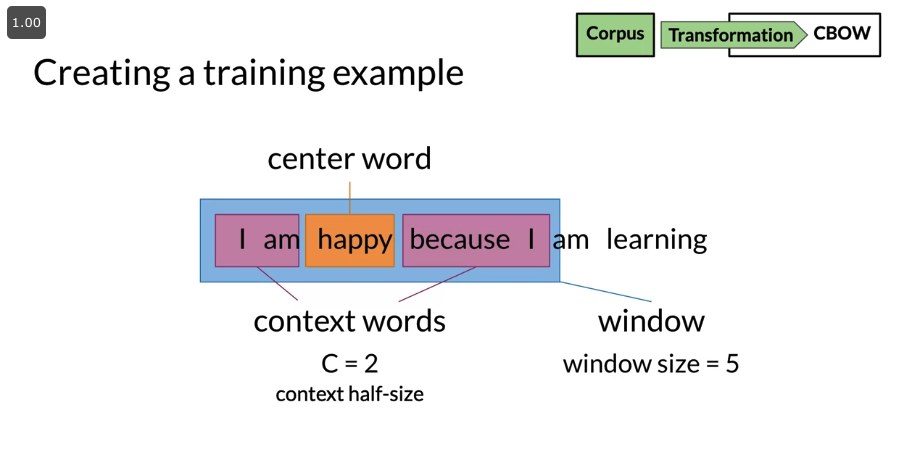 1.00
Corpus Transformation CBOW
Creating a training example
center word
I am happy because I am learning
context words window
C = 2 window size = 5
context half-size